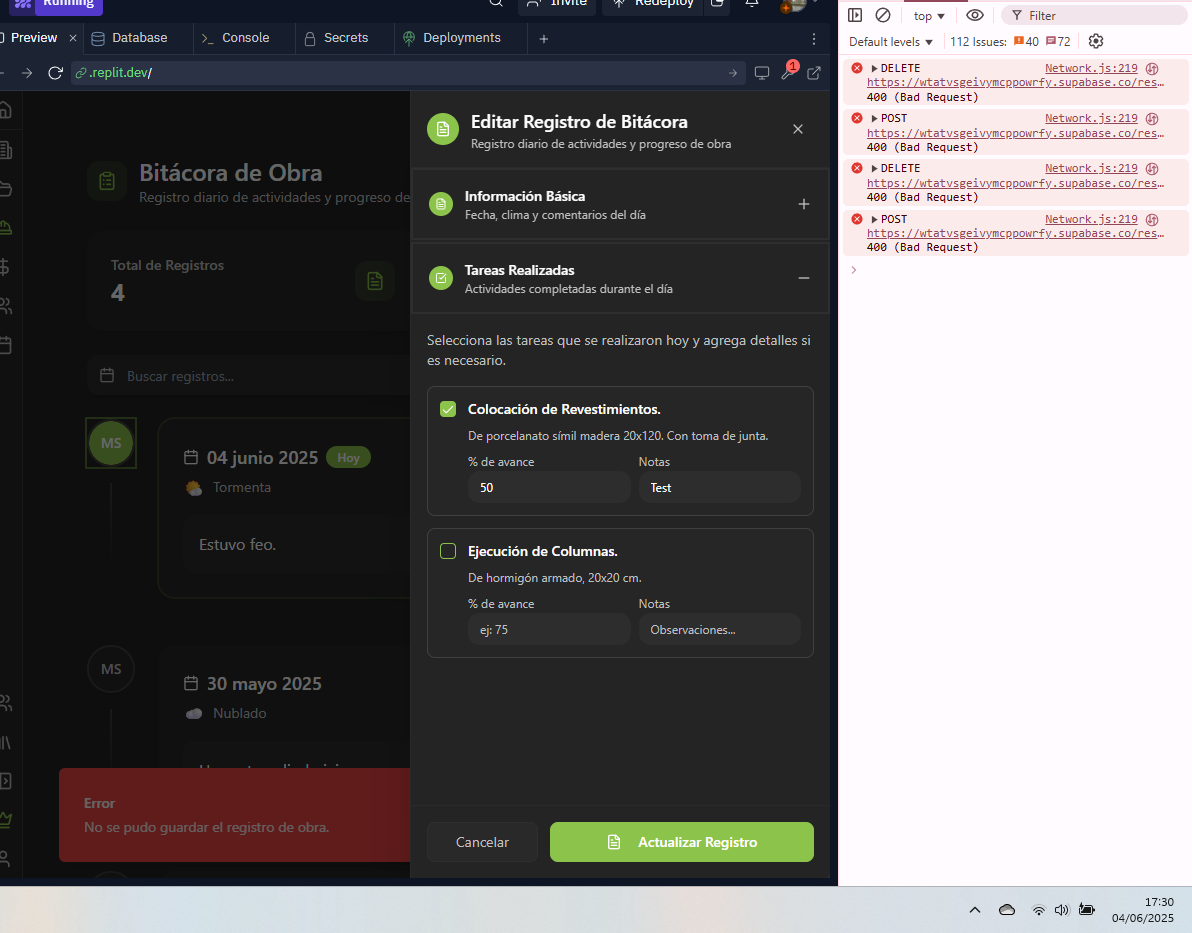 Running
Invite
Redeploy
Preview
Database
Console
Secrets
Deployments
.replit.dev/
1
Bitácora de Obra
Registro diario de actividades y progreso de
Total de Registros
4
Buscar registros...
MS
04 junio 2025
Hoy
Tormenta
Estuvo feo.
MS
30 mayo 2025
Nublado
Error
No se pudo guardar el registro de obra.
Editar Registro de Bitácora
Registro diario de actividades y progreso de obra
Información Básica
Fecha, clima y comentarios del día
Tareas Realizadas
Actividades completadas durante el día
Selecciona las tareas que se realizaron hoy y agrega detalles si
es necesario.
Colocación de Revestimientos.
De porcelanato símil madera 20x120. Con toma de junta.
% de avance
Notas
50
Test
Ejecución de Columnas.
De hormigón armado, 20x20 cm.
% de avance
Notas
ej: 75
Observaciones...
Cancelar
Actualizar Registro
top
Filter
Default levels
112 Issues:
40
72
DELETE
Network.js:219
https://wtatvsgeivymcppowrfy.supabase.co/res…
400 (Bad Request)
POST
Network.js:219
https://wtatvsgeivymcppowrfy.supabase.co/res…
400 (Bad Request)
DELETE
Network.js:219
https://wtatvsgeivymcppowrfy.supabase.co/res…
400 (Bad Request)
POST
Network.js:219
https://wtatvsgeivymcppowrfy.supabase.co/res…
400 (Bad Request)
17:30
04/06/2025